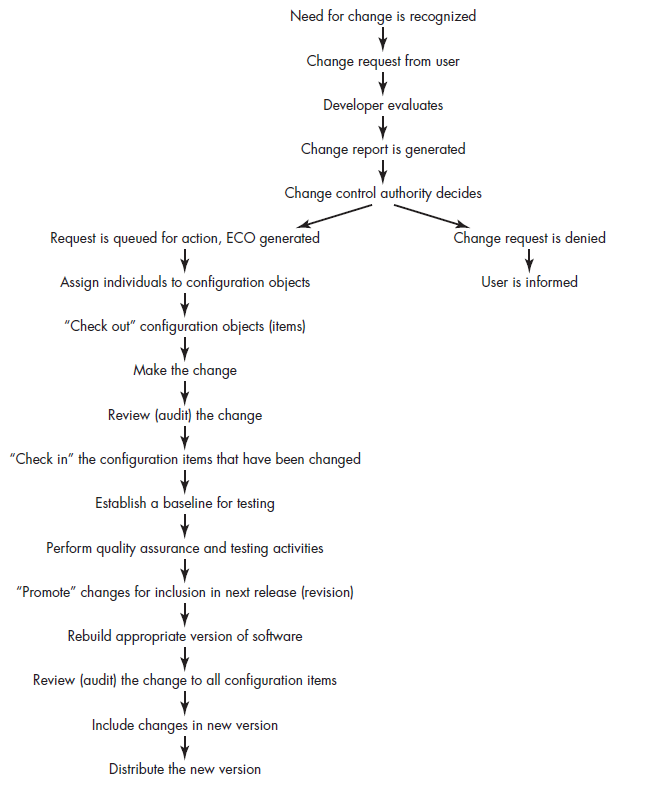 Need for change is recognized
Change request from user
Developer evaluates
Change report is generated
Change control authority decides
Request is queued for action, ECO generated
Change request is denied
Assign individuals to configuration objects
User is informed
“Check out” configuration objects (items)
Make the change
Review (audit) the change
“Check in” the configuration items that have been changed
Establish a baseline for testing
Perform quality assurance and testing activities
“Promote” changes for inclusion in next release (revision)
Rebuild appropriate version of software
Review (audit) the change to all configuration items
Include changes in new version
Distribute the new version